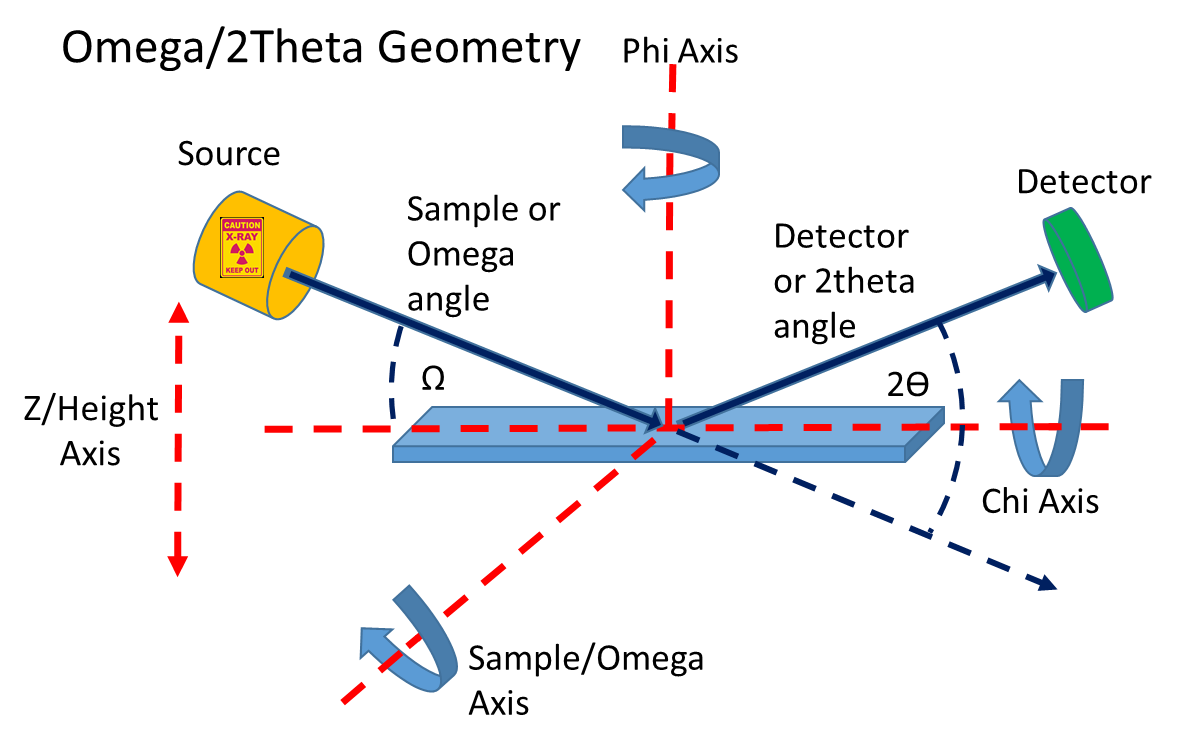 Omega/2Theta Geometry
Phi Axis
Source
CAUTION
X-RAY
KEEP OUT
Sample or
Omega
angle
Detector
or 2theta
angle
Detector
Ω
2Θ
Z/Height
Axis
Chi Axis
Sample/Omega
Axis